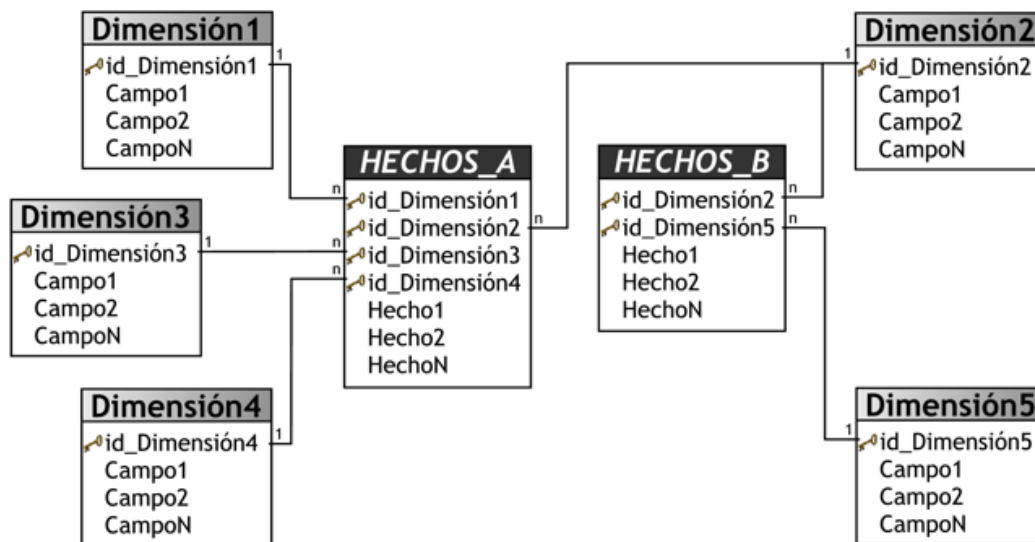 Dimensión1
1
id_Dimensión1
Campo1
Campo2
CampoN
Dimensión3
1
id_Dimensión3
Campo1
Campo2
CampoN
Dimensión4
1
id_Dimensión4
Campo1
Campo2
CampoN
HECHOS_A
n
id_Dimensión1
n
id_Dimensión2
n
id_Dimensión3
n
id_Dimensión4
Hecho1
Hecho2
HechoN
HECHOS_B
n
id_Dimensión2
n
id_Dimensión5
Hecho1
Hecho2
HechoN
Dimensión2
1
id_Dimensión2
Campo1
Campo2
CampoN
Dimensión5
1
id_Dimensión5
Campo1
Campo2
CampoN